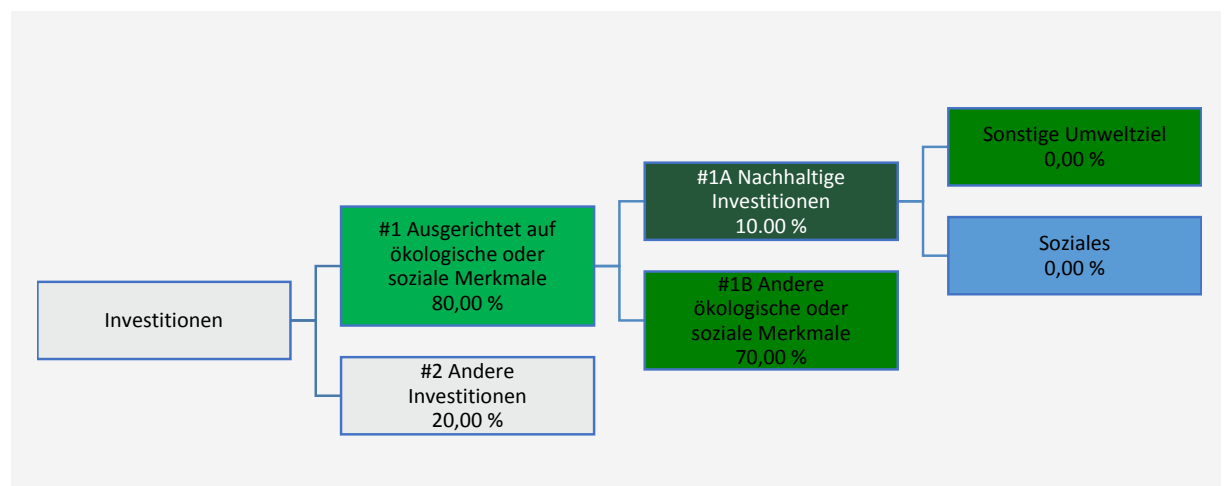 Investitionen
#1 Ausgerichtet auf
ökologische oder
soziale Merkmale
80,00 %
#2 Andere
Investitionen
20,00 %
#1A Nachhaltige
Investitionen
10.00 %
#1B Andere
ökologische oder
soziale Merkmale
70,00 %
Sonstige Umweltziel
0,00 %
Soziales
0,00 %